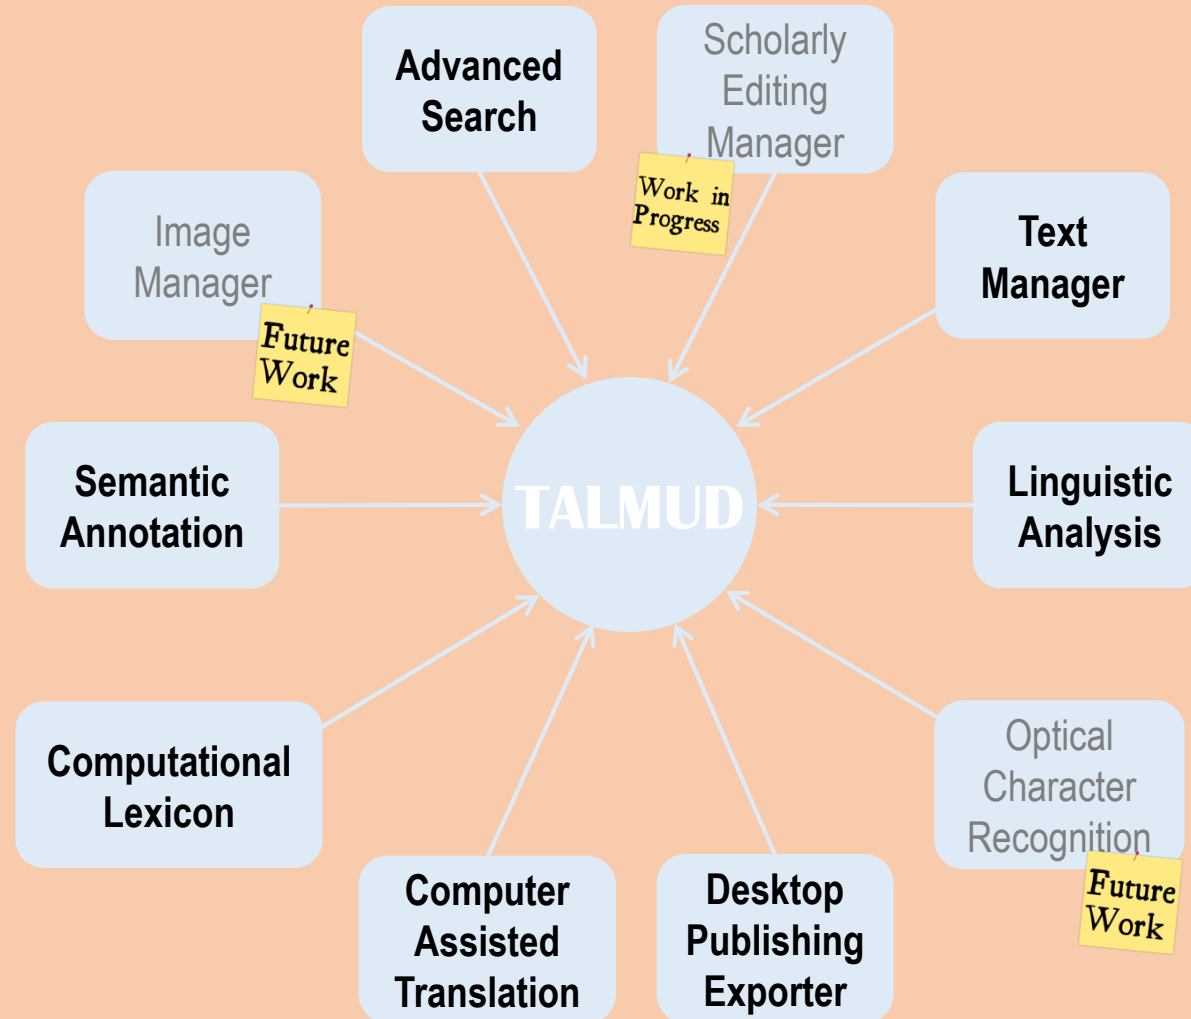 Advanced
Search
Scholarly
Editing
Manager
Work in
Progress
Image
Manager
Future
Work
Text
Manager
Semantic
Annotation
TALMUD
Linguistic
Analysis
Computational
Lexicon
Optical
Character
Recognition
Future
Work
Computer
Assisted
Translation
Desktop
Publishing
Exporter